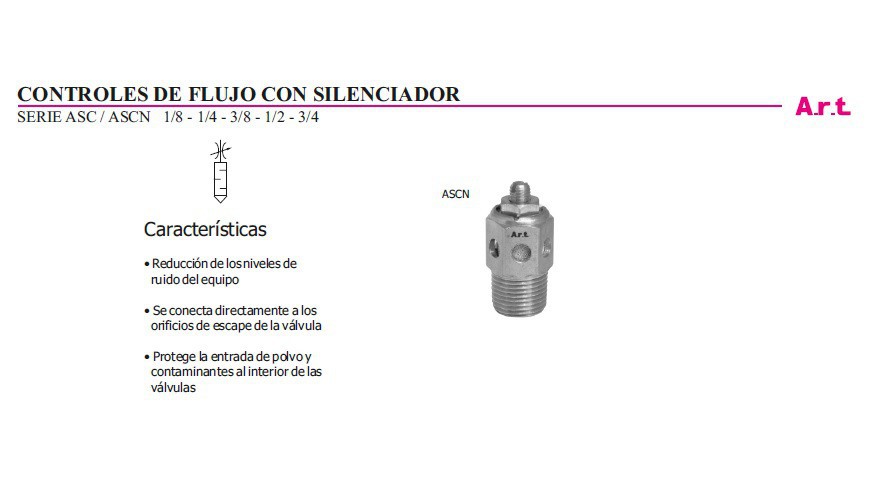 CONTROLES DE FLUJO CON SILENCIADOR
A.r.t.
SERIE ASC / ASCN 1/8 - 1/4 - 3/8 - 1/2 - 3/4
ASCN
A.r.t.
Características
• Reducción de los niveles de
ruido del equipo
• Se conecta directamente a los
orificios de escape de la válvula
• Protege la entrada de polvo y
contaminantes al interior de las
válvulas